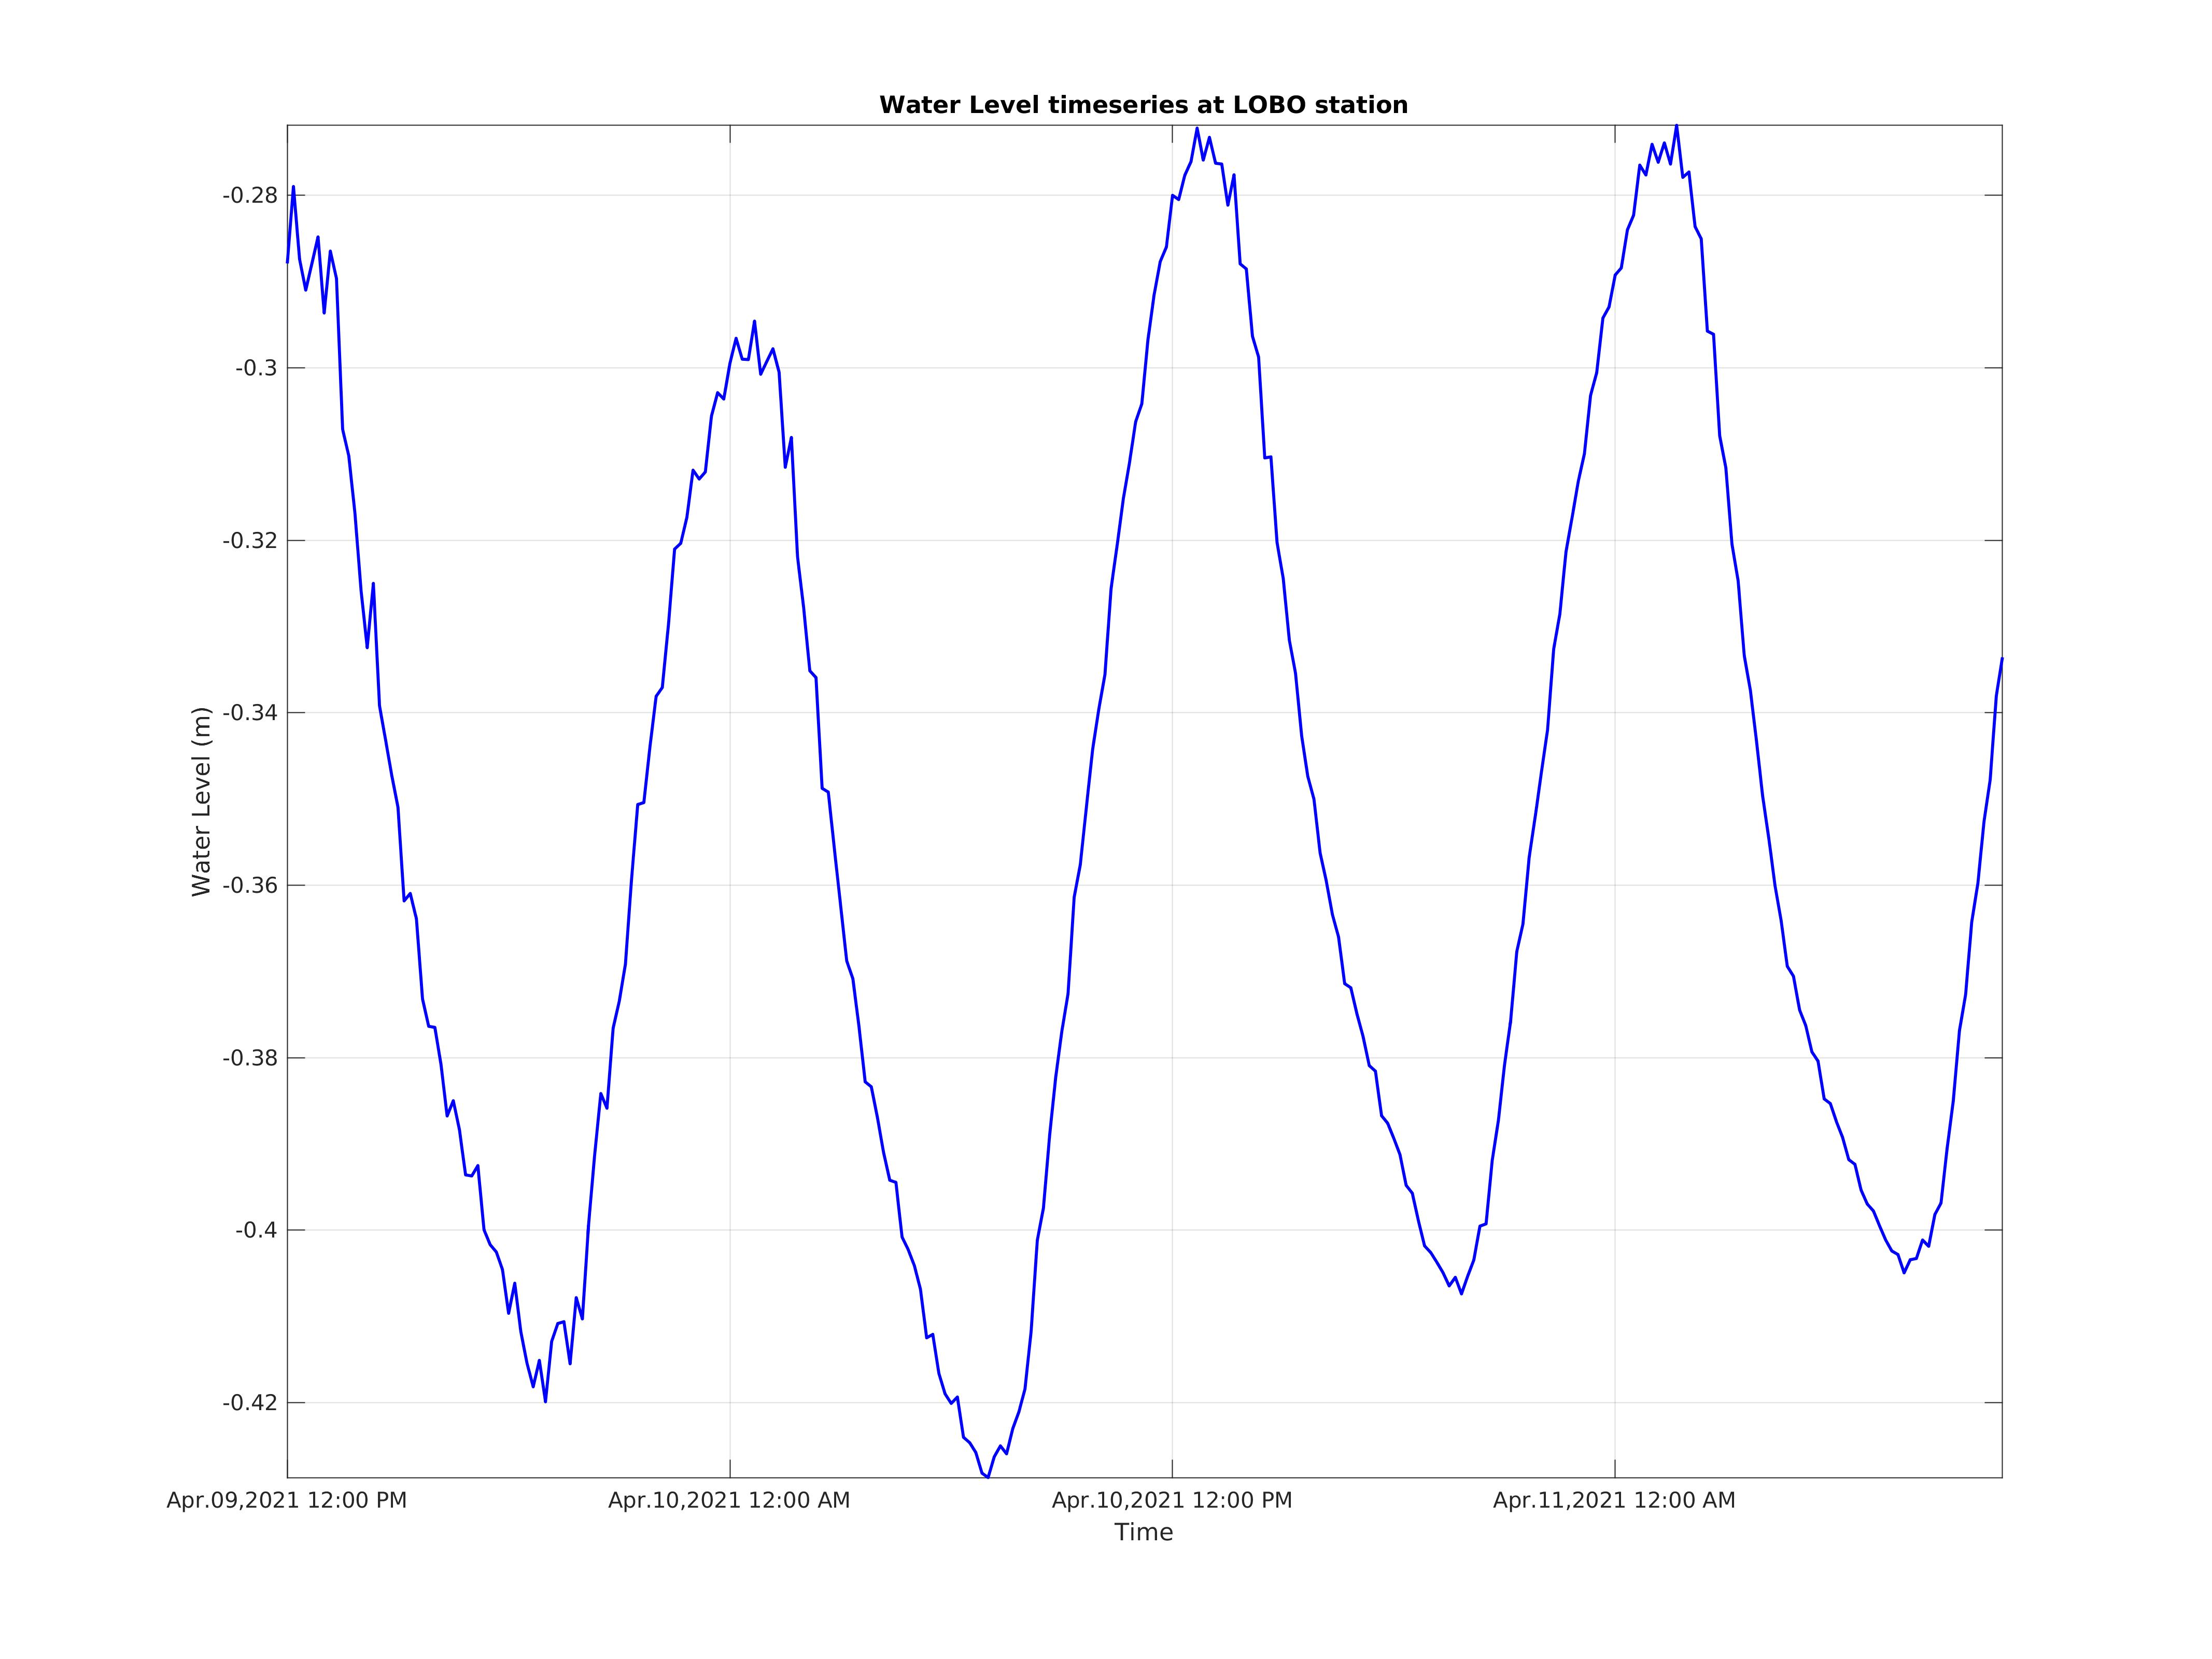 Water Level timeseries at LOBO station
-0.28
-0.3
-0.32
-0.34
-0.36
-0.38
-0.4
-0.42
Water Level (m)
Apr.09,2021 12:00 PM
Apr.10,2021 12:00 AM
Apr.10,2021 12:00 PM
Apr.11,2021 12:00 AM
Time